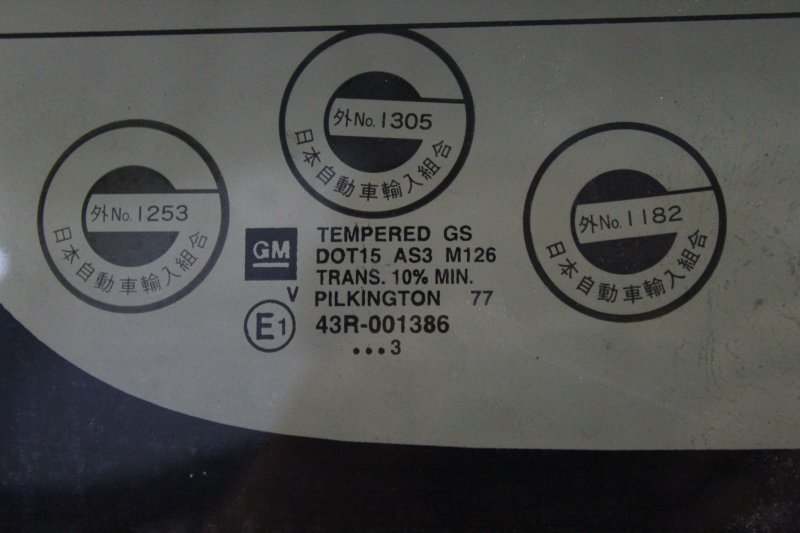 外No.1305
日本自動車輸入組合
外No.1253
日本自動車輸入組合
外No.1182
日本自動車輸入組合
GM
TEMPERED GS
DOT15 AS3 M126
TRANS. 10% MIN.
V PILKINGTON 77
E1 43R-001386
...3